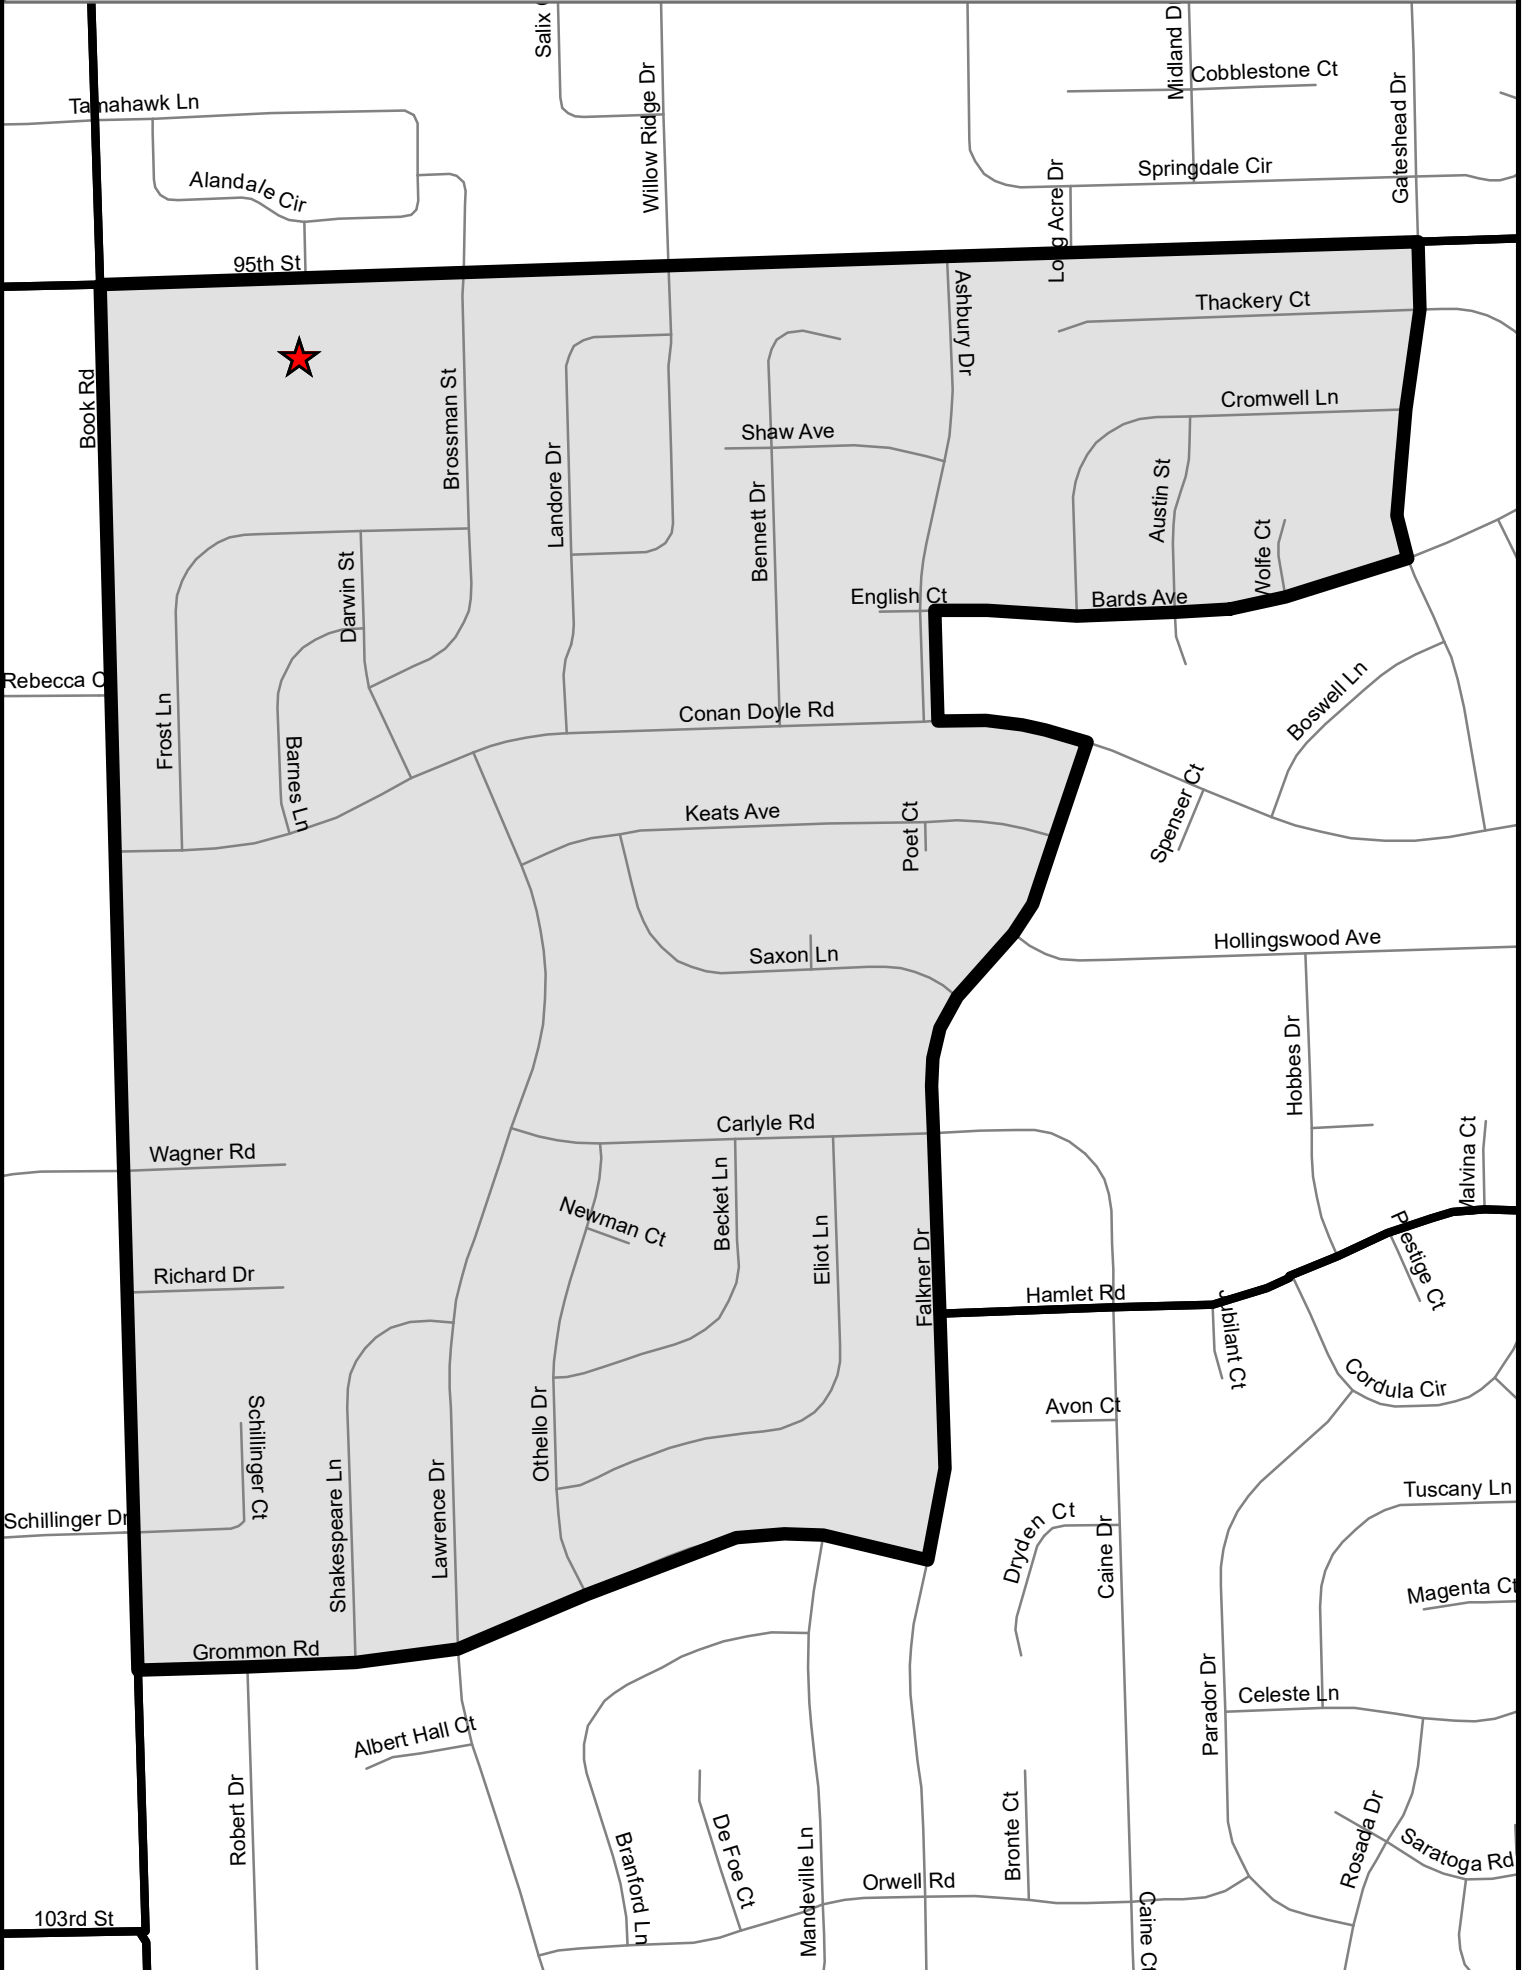 Salix
Midland D
Cobblestone Ct
Willow Ridge Dr
Gateshead Dr
Tamahawk Ln
Springdale Cir
Long Acre Dr
Alandale Cir
95th St
Ashbury Dr
Thackery Ct
Book Rd
Brossman St
Cromwell Ln
Shaw Ave
Landore Dr
Bennett Dr
Austin St
Wolfe Ct
Darwin St
English Ct
Bards Ave
Rebecca C
Frost Ln
Barnes Ln
Conan Doyle Rd
Boswell Ln
Spenser Ct
Keats Ave
Poet Ct
Saxon Ln
Hollingswood Ave
Hobbes Dr
Carlyle Rd
Wagner Rd
Malvina Ct
Becket Ln
Newman Ct
Eliot Ln
Falkner Dr
Prestige Ct
Richard Dr
Hamlet Rd
Jubilant Ct
Cordula Cir
Schillinger Ct
Othello Dr
Avon Ct
Shakespeare Ln
Lawrence Dr
Tuscany Ln
Schillinger Dr
Dryden Ct
Caine Dr
Magenta Ct
Grommon Rd
Parador Dr
Celeste Ln
Albert Hall Ct
Robert Dr
Branford Ln
De Foe Ct
Mandeville Ln
Bronte Ct
Rosada Dr
Saratoga Rd
Orwell Rd
103rd St
Caine Ct